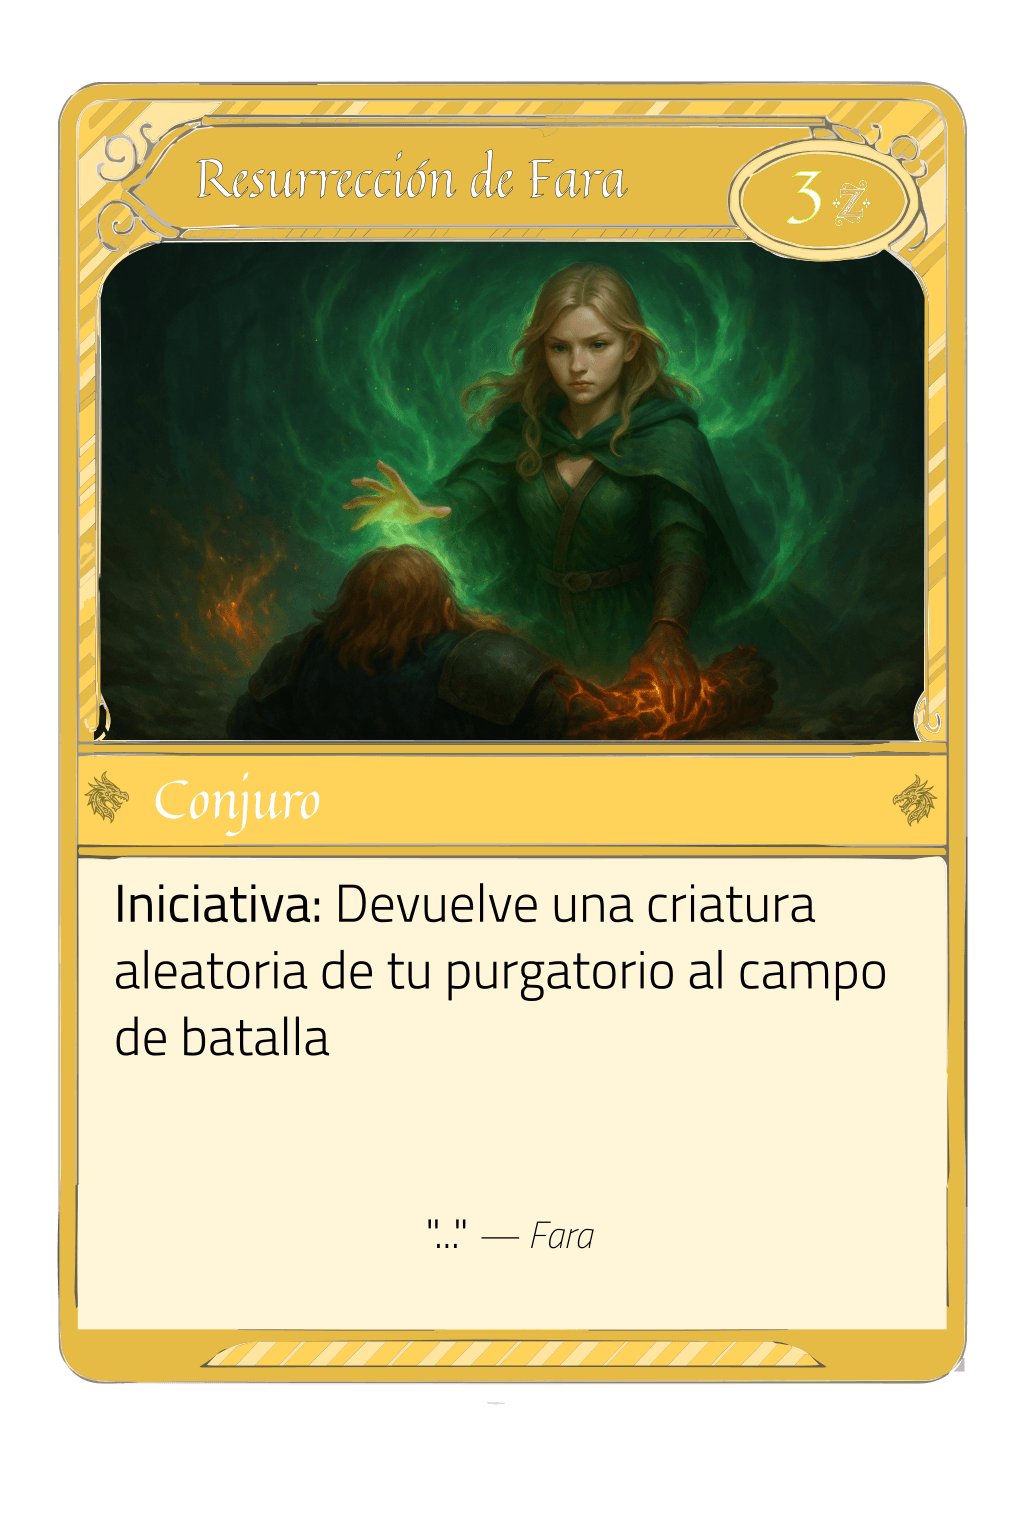 Resurrección de Fara
3 Z
Conjuro
Iniciativa: Devuelve una criatura
aleatoria de tu purgatorio al campo
de batalla
"..." — Fara